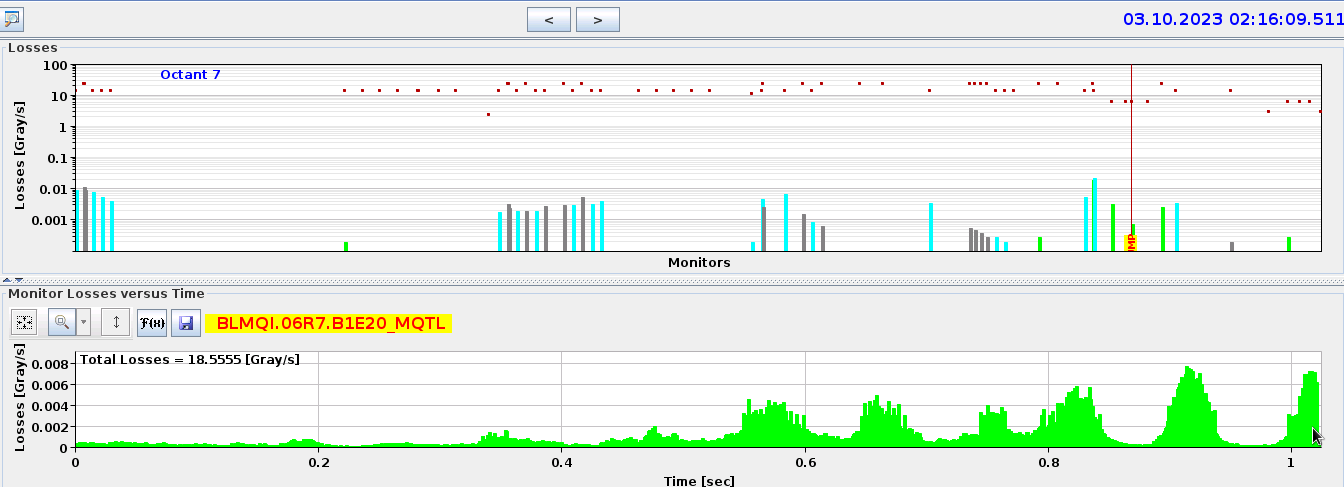 < >
03.10.2023 02:16:09.511
Losses
Octant 7
Losses [Gray/s]
100
10
1
0.1
0.01
0.001
Monitors
Monitor Losses versus Time
f(x)
BLMQI.06R7.B1E20_MQTL
Losses [Gray/s]
Total Losses = 18.5555 [Gray/s]
0.008
0.006
0.004
0.002
0
0 0.2 0.4 0.6 0.8 1
Time [sec]